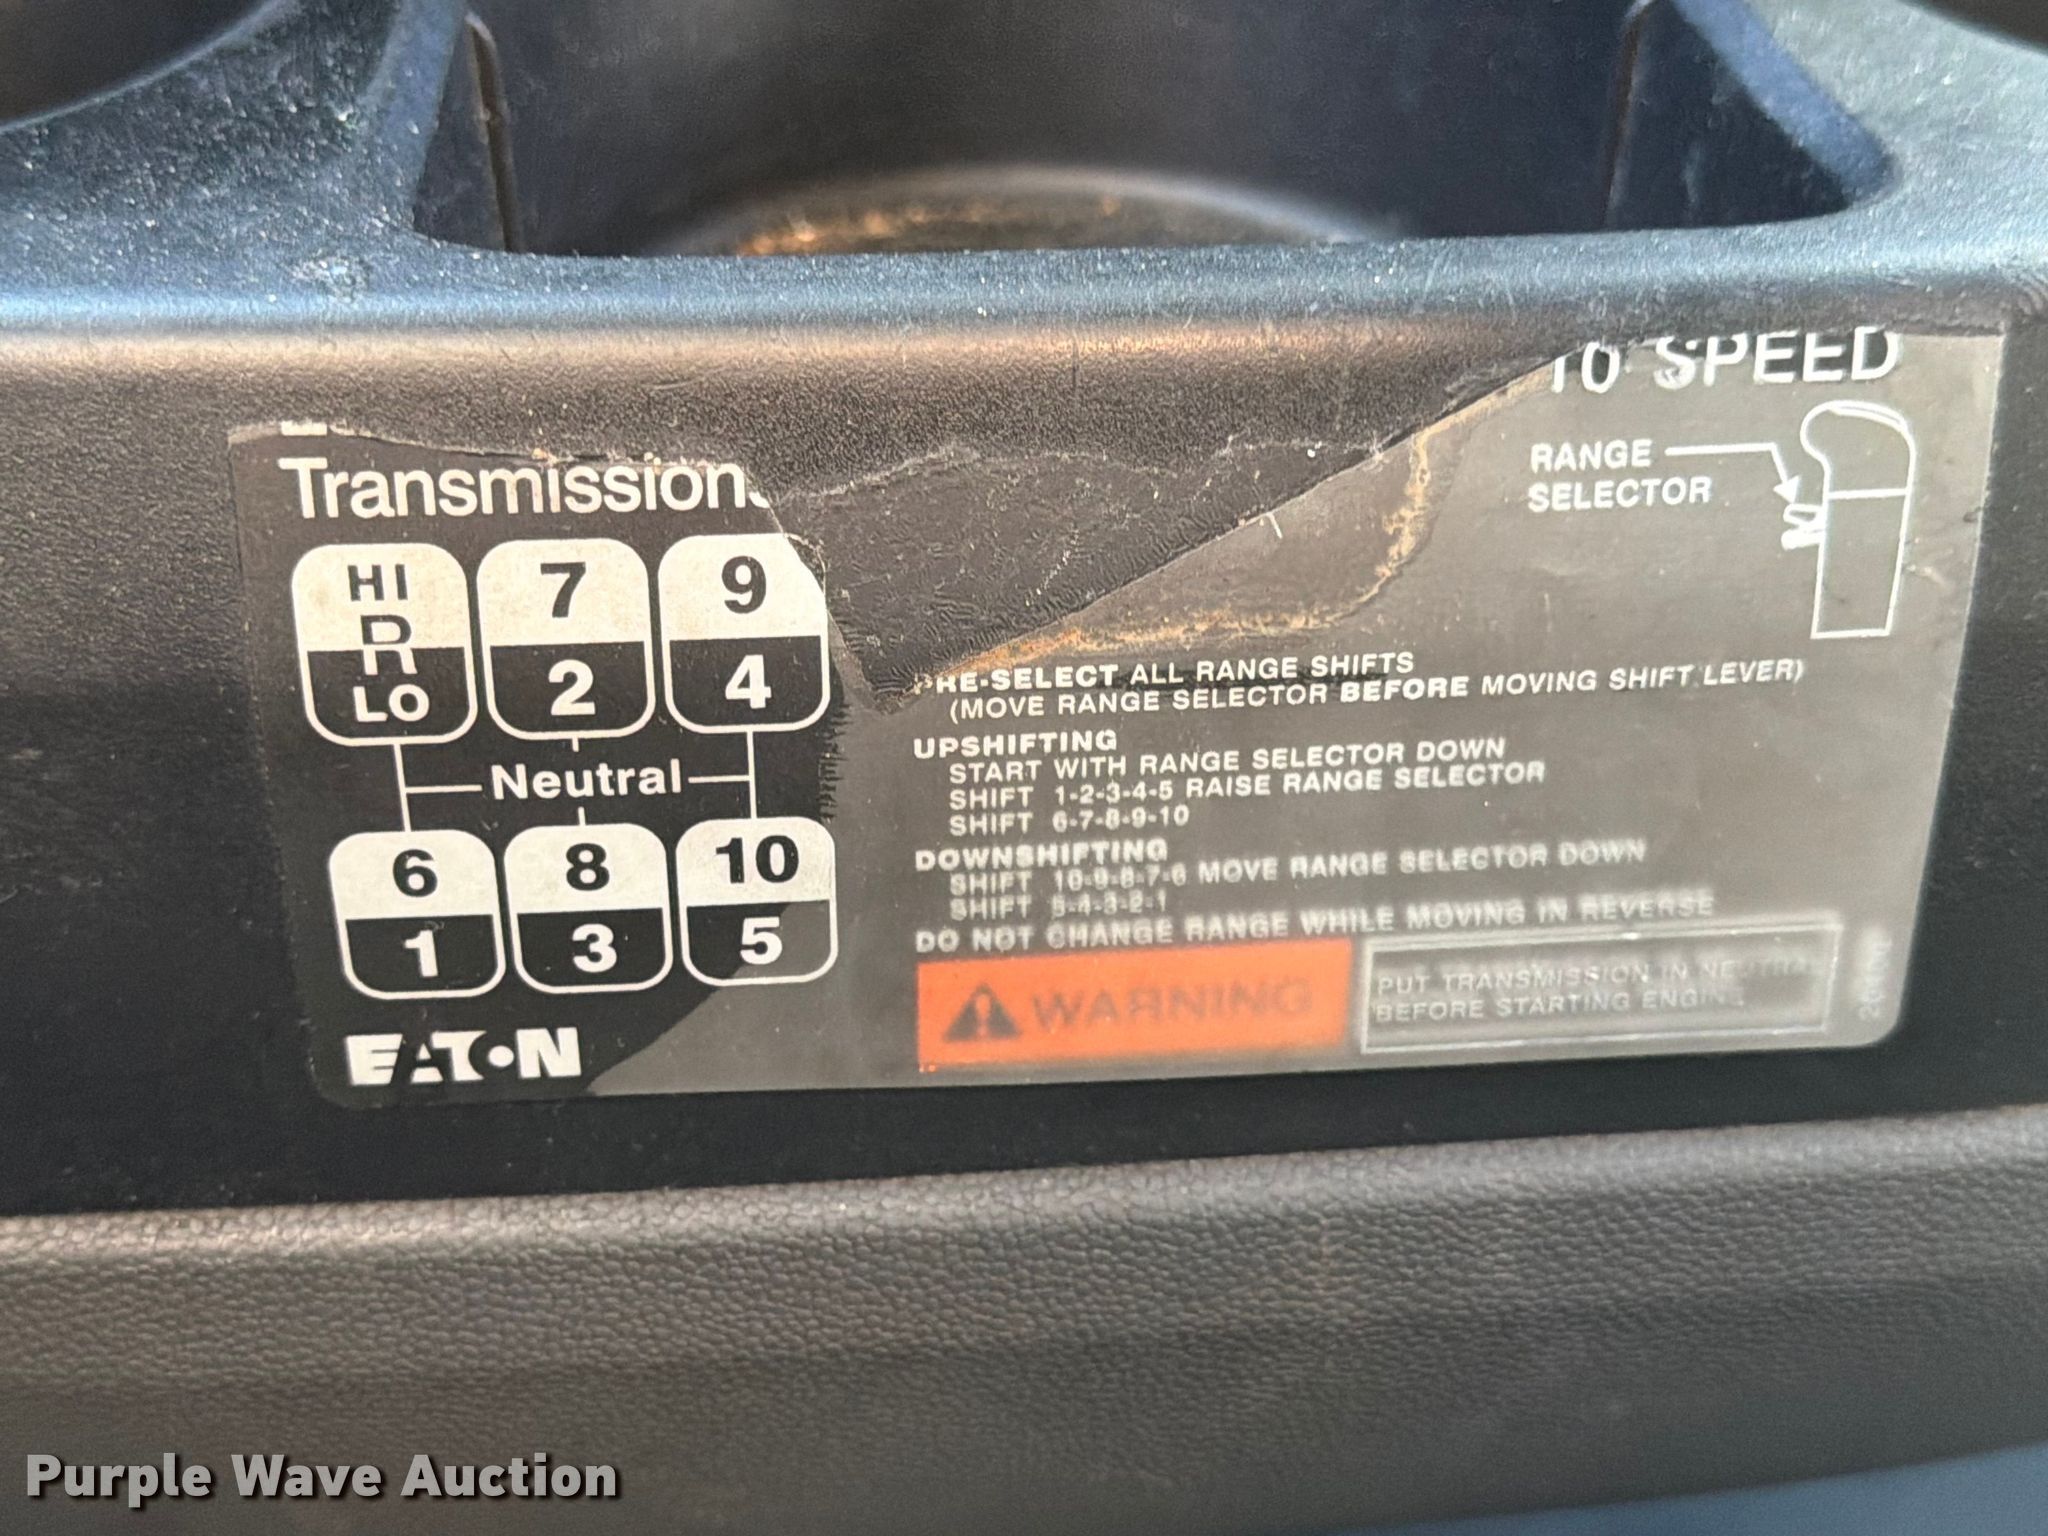 Transmissions
10 SPEED
RANGE
SELECTOR
HI 7 9
R
LO 2 4
Neutral
6 8 10
1 3 5
EATON
PRE-SELECT ALL RANGE SHIFTS
(MOVE RANGE SELECTOR BEFORE MOVING SHIFT LEVER)
UPSHIFTING
START WITH RANGE SELECTOR DOWN
SHIFT 1-2-3-4-5 RAISE RANGE SELECTOR
SHIFT 6-7-8-9-10
DOWNSHIFTING
SHIFT 10-9-8-7-6 MOVE RANGE SELECTOR DOWN
SHIFT 5-4-3-2-1
DO NOT CHANGE RANGE WHILE MOVING IN REVERSE
WARNING
PUT TRANSMISSION IN NEUTRAL
BEFORE STARTING ENGINE
Purple Wave Auction